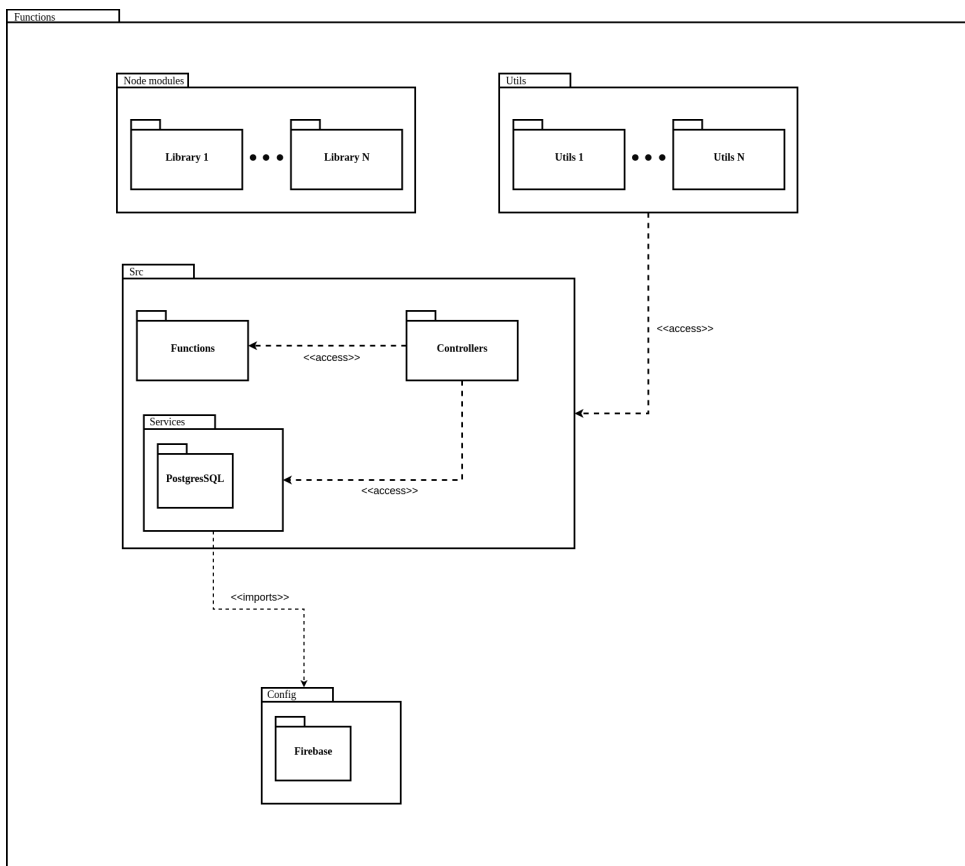 Functions
Node modules
Utils
Library 1
Library N
Utils 1
Utils N
Src
Functions
<<access>>
Controllers
<<access>>
Services
PostgresSQL
<<access>>
<<imports>>
Config
Firebase